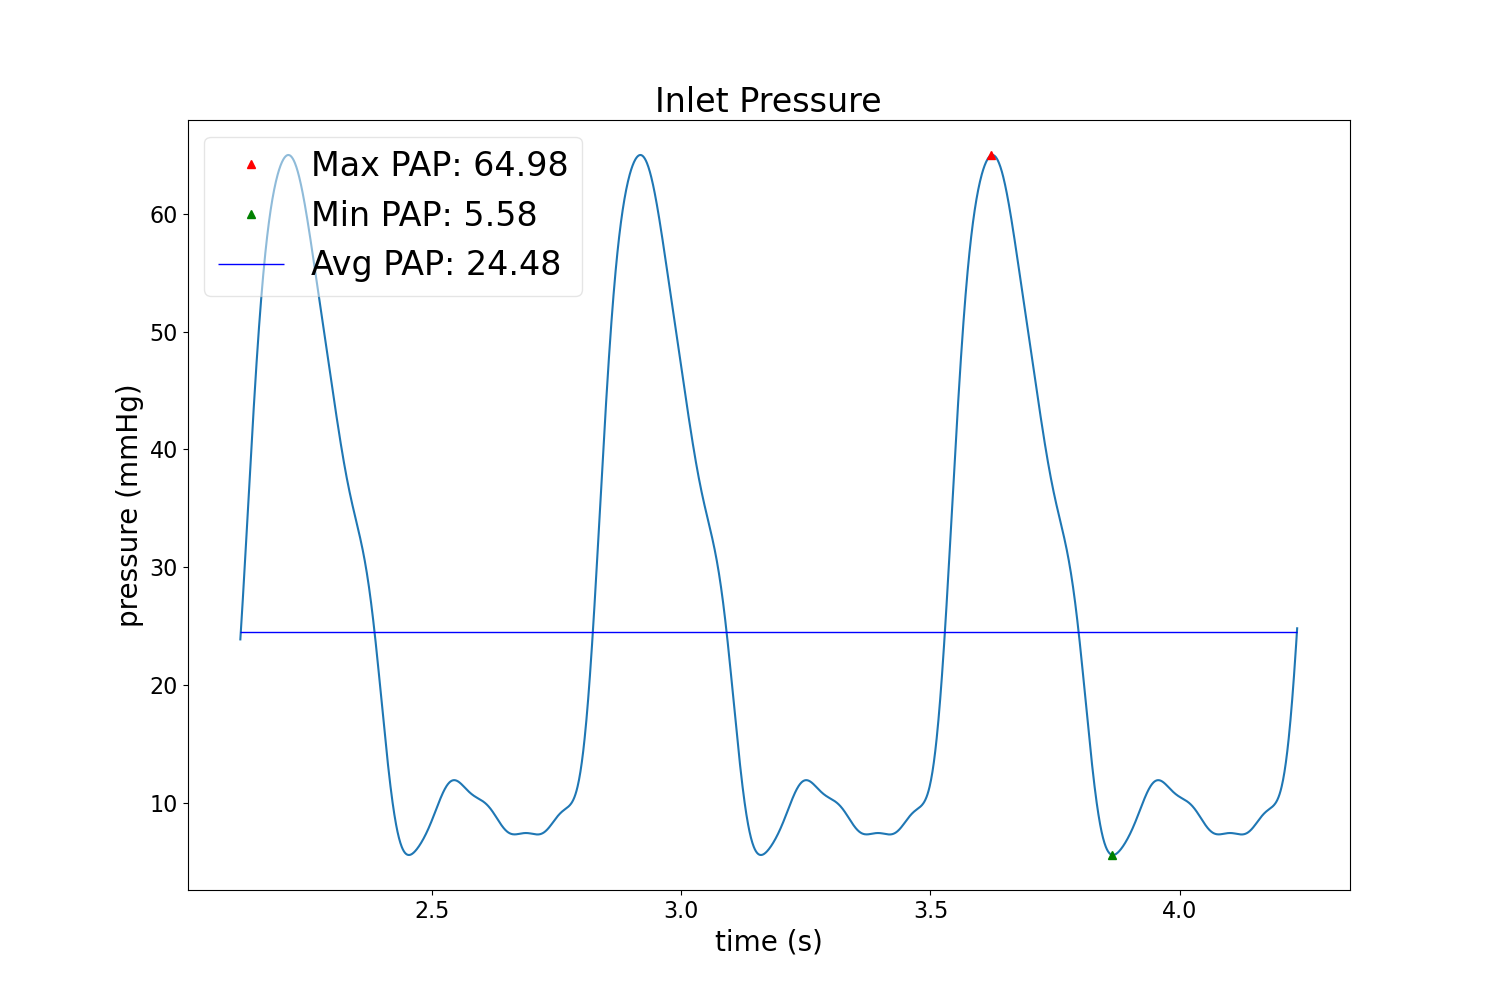 Inlet Pressure
Max PAP: 64.98
Min PAP: 5.58
Avg PAP: 24.48
60
50
40
30
20
10
pressure (mmHg)
2.5 3.0 3.5 4.0
time (s)